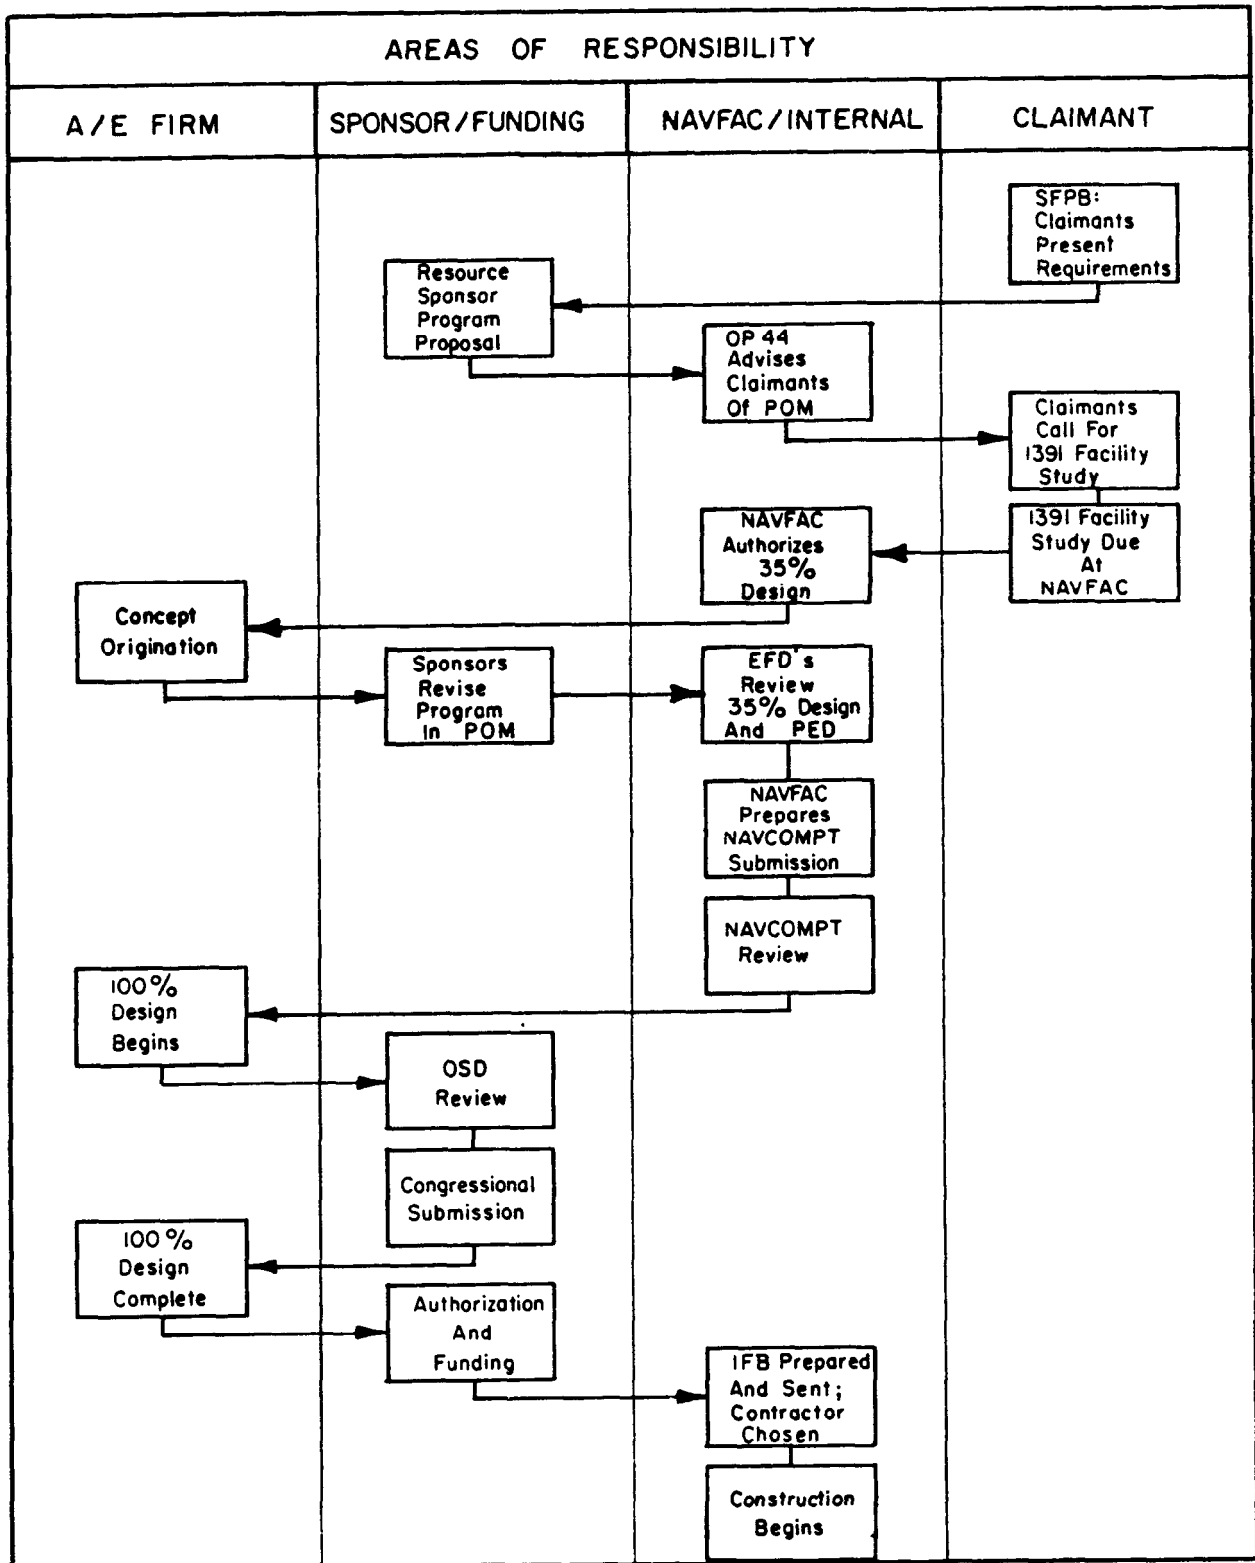 AREAS OF RESPONSIBILITY
A/E FIRM
SPONSOR/FUNDING
NAVFAC/INTERNAL
CLAIMANT
SFPB:
Claimants
Present
Requirements
Resource
Sponsor
Program
Proposal
OP 44
Advises
Claimants
Of POM
Claimants
Call For
1391 Facility
Study
1391 Facility
Study Due
At
NAVFAC
NAVFAC
Authorizes
35%
Design
Concept
Origination
Sponsors
Revise
Program
In POM
EFD's
Review
35% Design
And PED
NAVFAC
Prepares
NAVCOMPT
Submission
NAVCOMPT
Review
100%
Design
Begins
OSD
Review
Congressional
Submission
100%
Design
Complete
Authorization
And
Funding
IFB Prepared
And Sent;
Contractor
Chosen
Construction
Begins